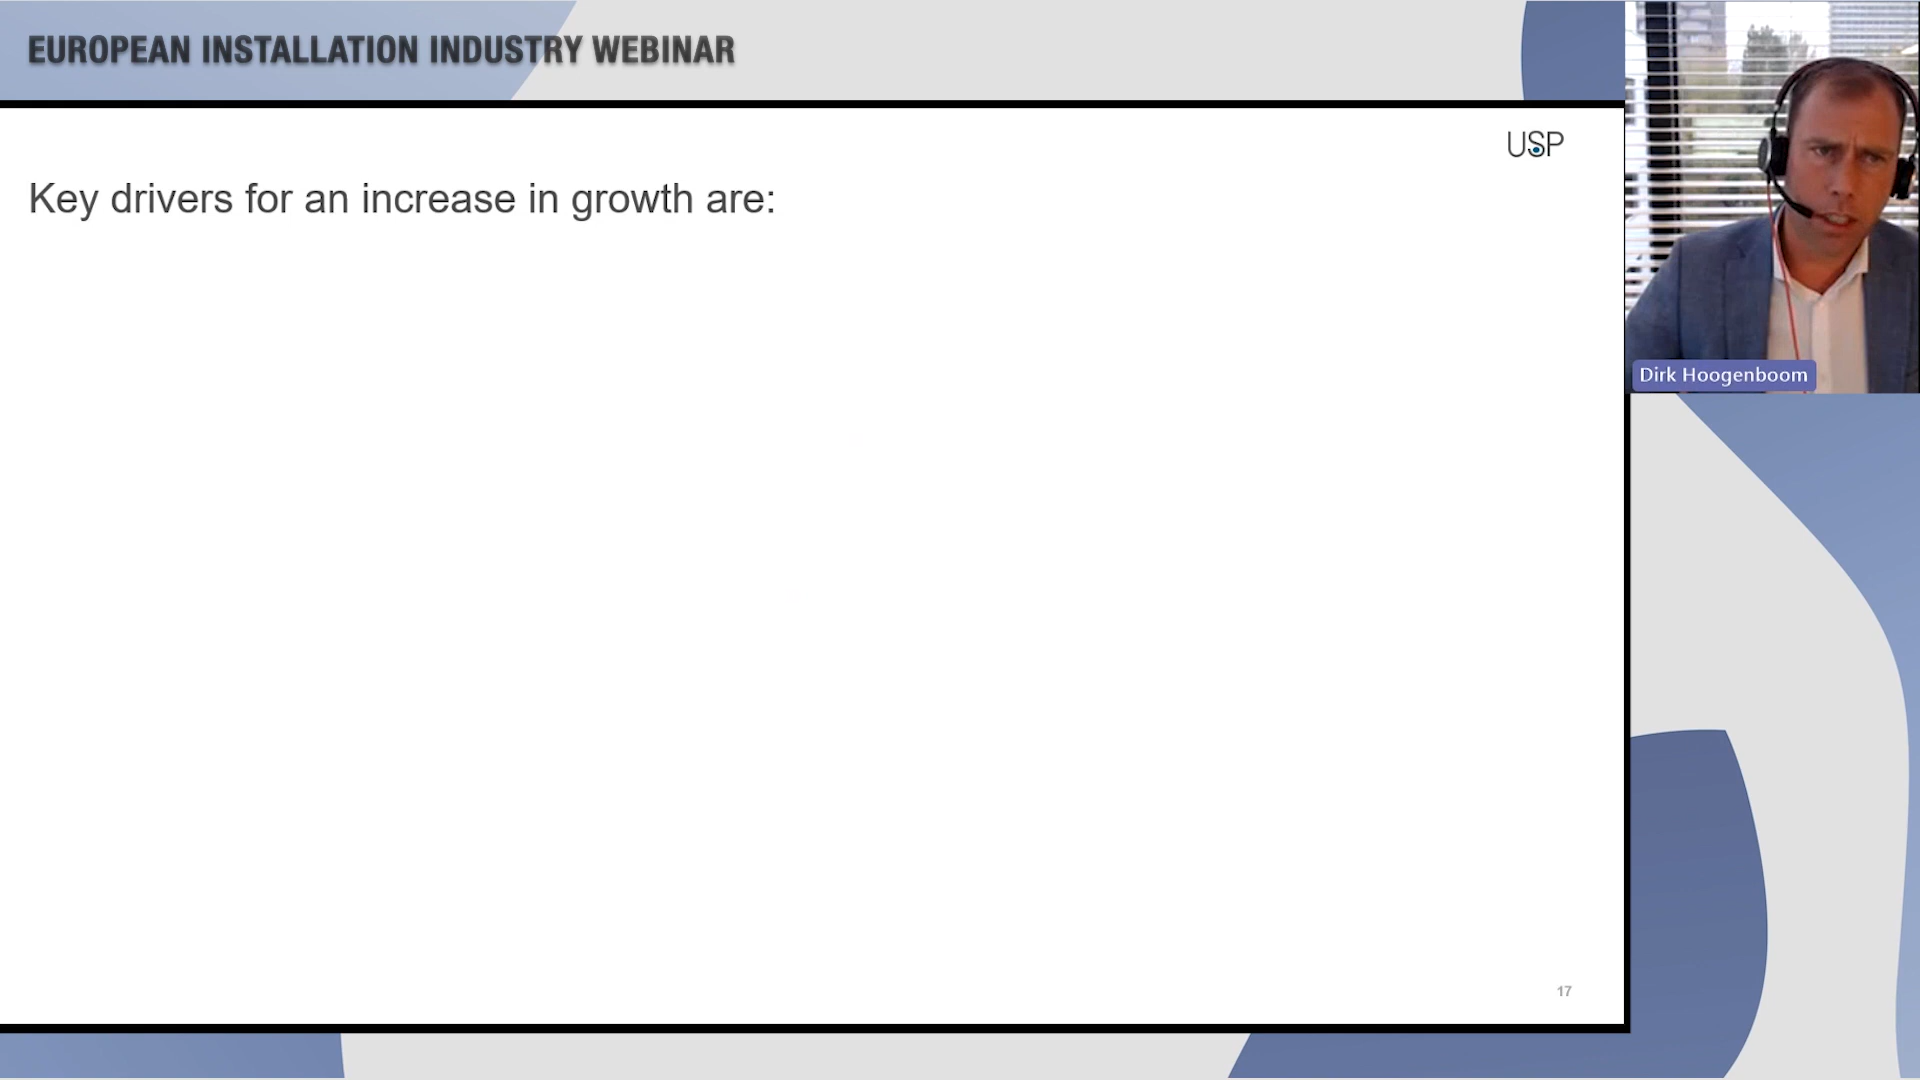 EUROPEAN INSTALLATION INDUSTRY WEBINAR
USP
Key drivers for an increase in growth are:
Dirk Hoogenboom
17